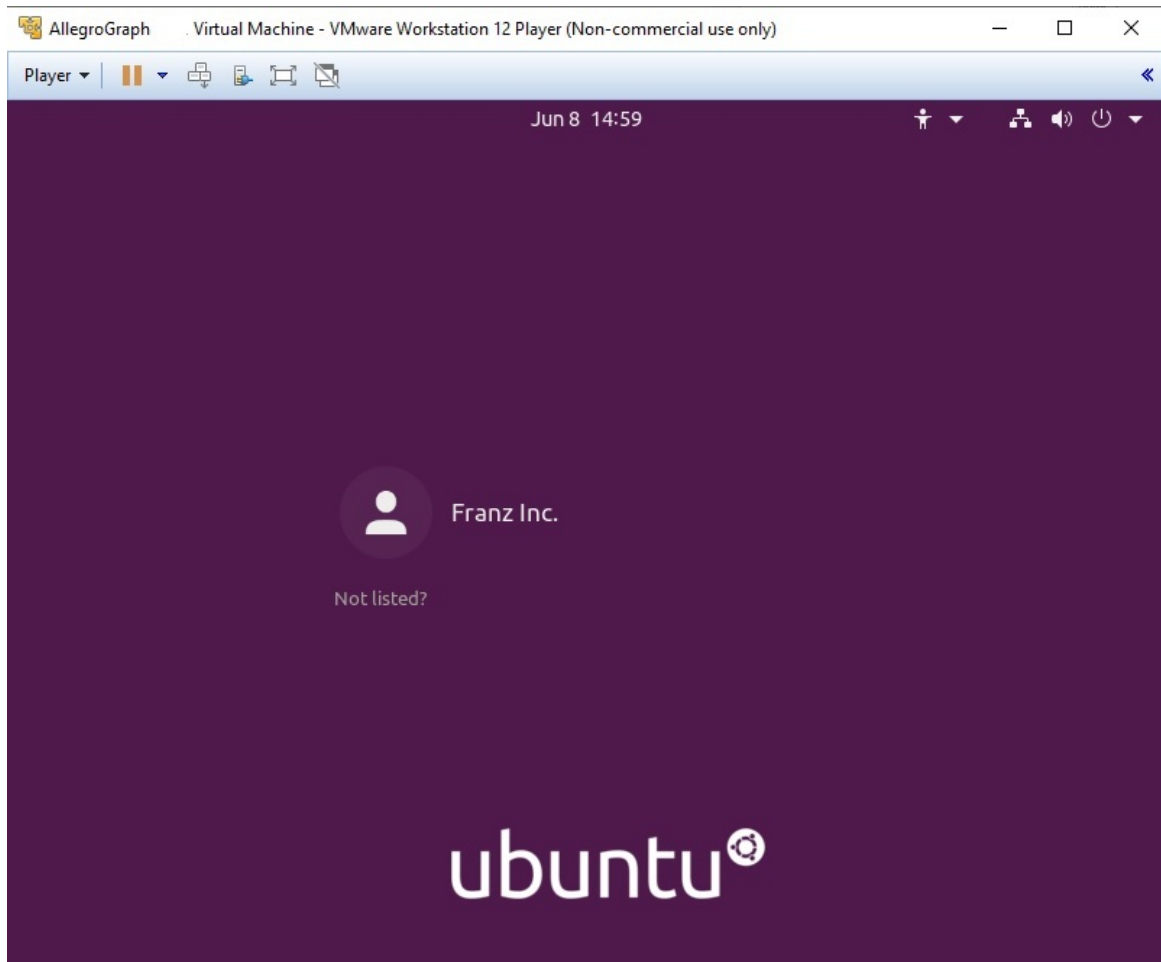 AllegroGraph . Virtual Machine - VMware Workstation 12 Player (Non-commercial use only)
Player
Jun 8 14:59
Franz Inc.
Not listed?
ubuntu